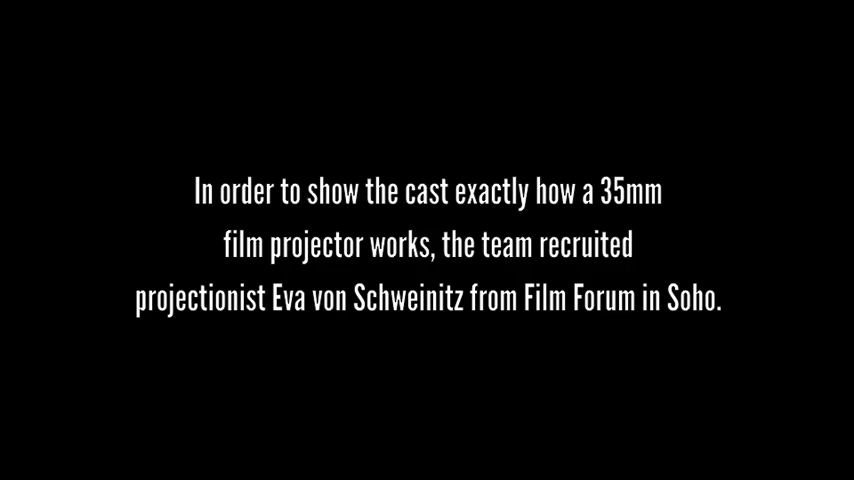 In order to show the cast exactly how a 35mm
film projector works, the team recruited
projectionist Eva von Schweinitz from Film Forum in Soho.